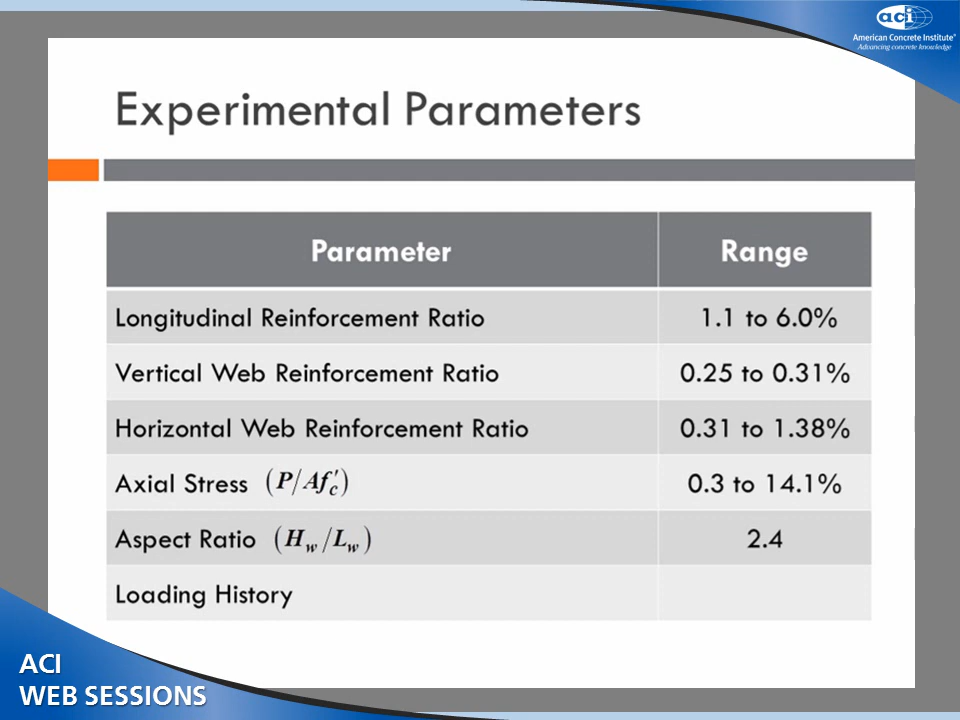 aci
American Concrete Institute®
Advancing concrete knowledge
Experimental Parameters
Parameter Range
Longitudinal Reinforcement Ratio 1.1 to 6.0%
Vertical Web Reinforcement Ratio 0.25 to 0.31%
Horizontal Web Reinforcement Ratio 0.31 to 1.38%
Axial Stress (P/Af'c) 0.3 to 14.1%
Aspect Ratio (Hw/Lw) 2.4
Loading History
ACI
WEB SESSIONS